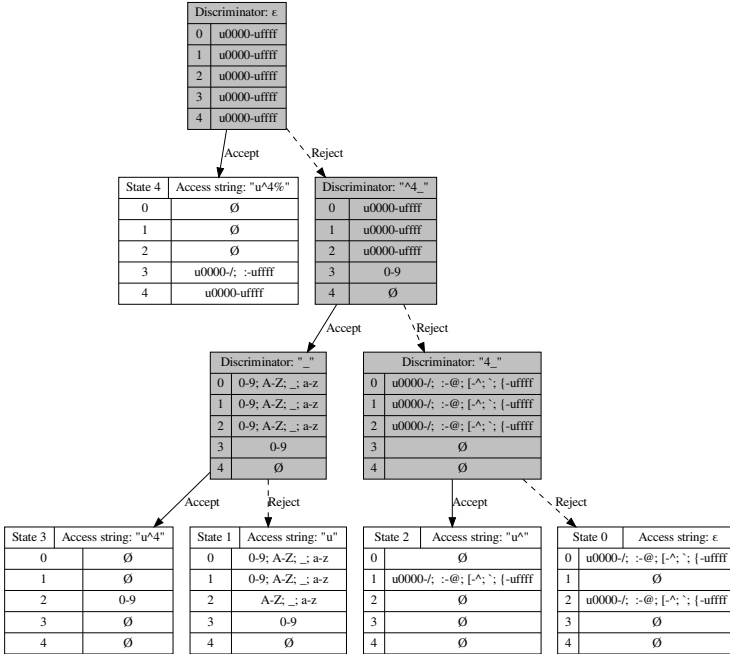 Discriminator: ε
0 u0000-uffff
1 u0000-uffff
2 u0000-uffff
3 u0000-uffff
4 u0000-uffff
Accept
Reject
State 4 Access string: "u^4%"
0 Ø
1 Ø
2 Ø
3 u0000-/; :-uffff
4 u0000-uffff
Discriminator: "^4_"
0 u0000-uffff
1 u0000-uffff
2 u0000-uffff
3 0-9
4 Ø
Accept
Reject
Discriminator: "_"
0 0-9; A-Z; _; a-z
1 0-9; A-Z; _; a-z
2 0-9; A-Z; _; a-z
3 0-9
4 Ø
Discriminator: "4_"
0 u0000-/; :-@; [-^; `; {-uffff
1 u0000-/; :-@; [-^; `; {-uffff
2 u0000-/; :-@; [-^; `; {-uffff
3 Ø
4 Ø
Accept
Reject
Accept
Reject
State 3 Access string: "u^4"
0 Ø
1 Ø
2 0-9
3 Ø
4 Ø
State 1 Access string: "u"
0 0-9; A-Z; _; a-z
1 0-9; A-Z; _; a-z
2 A-Z; _; a-z
3 0-9
4 Ø
State 2 Access string: "u^"
0 Ø
1 u0000-/; :-@; [-^; `; {-uffff
2 Ø
3 Ø
4 Ø
State 0 Access string: ε
0 u0000-/; :-@; [-^; `; {-uffff
1 Ø
2 u0000-/; :-@; [-^; `; {-uffff
3 Ø
4 Ø